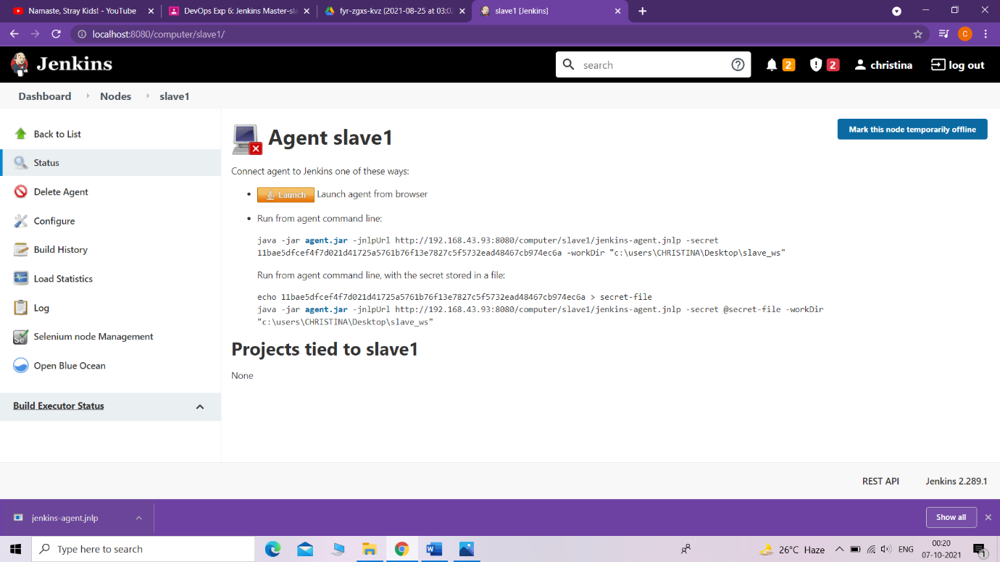 Namaste, Stray Kids! - YouTube
DevOps Exp 6: Jenkins Master-sla
fyr-zgxs-kvz (2021-08-25 at 03:02
slave1 [Jenkins]
localhost:8080/computer/slave1/
C
Jenkins
search
2
2
christina
log out
Dashboard
Nodes
slave1
Back to List
Status
Delete Agent
Configure
Build History
Load Statistics
Log
Selenium node Management
Open Blue Ocean
Build Executor Status
Agent slave1
Mark this node temporarily offline
Connect agent to Jenkins one of these ways:
Launch Launch agent from browser
Run from agent command line:
java -jar agent.jar -jnlpUrl http://192.168.43.93:8080/computer/slave1/jenkins-agent.jnlp -secret
11bae5dfcef4f7d021d41725a5761b76f13e7827c5f5732ead48467cb974ec6a -workDir "c:\users\CHRISTINA\Desktop\slave_ws"
Run from agent command line, with the secret stored in a file:
echo 11bae5dfcef4f7d021d41725a5761b76f13e7827c5f5732ead48467cb974ec6a > secret-file
java -jar agent.jar -jnlpUrl http://192.168.43.93:8080/computer/slave1/jenkins-agent.jnlp -secret @secret-file -workDir
"c:\users\CHRISTINA\Desktop\slave_ws"
Projects tied to slave1
None
REST API
Jenkins 2.289.1
jenkins-agent.jnlp
Show all
Type here to search
26°C Haze
ENG
00:20
07-10-2021
1